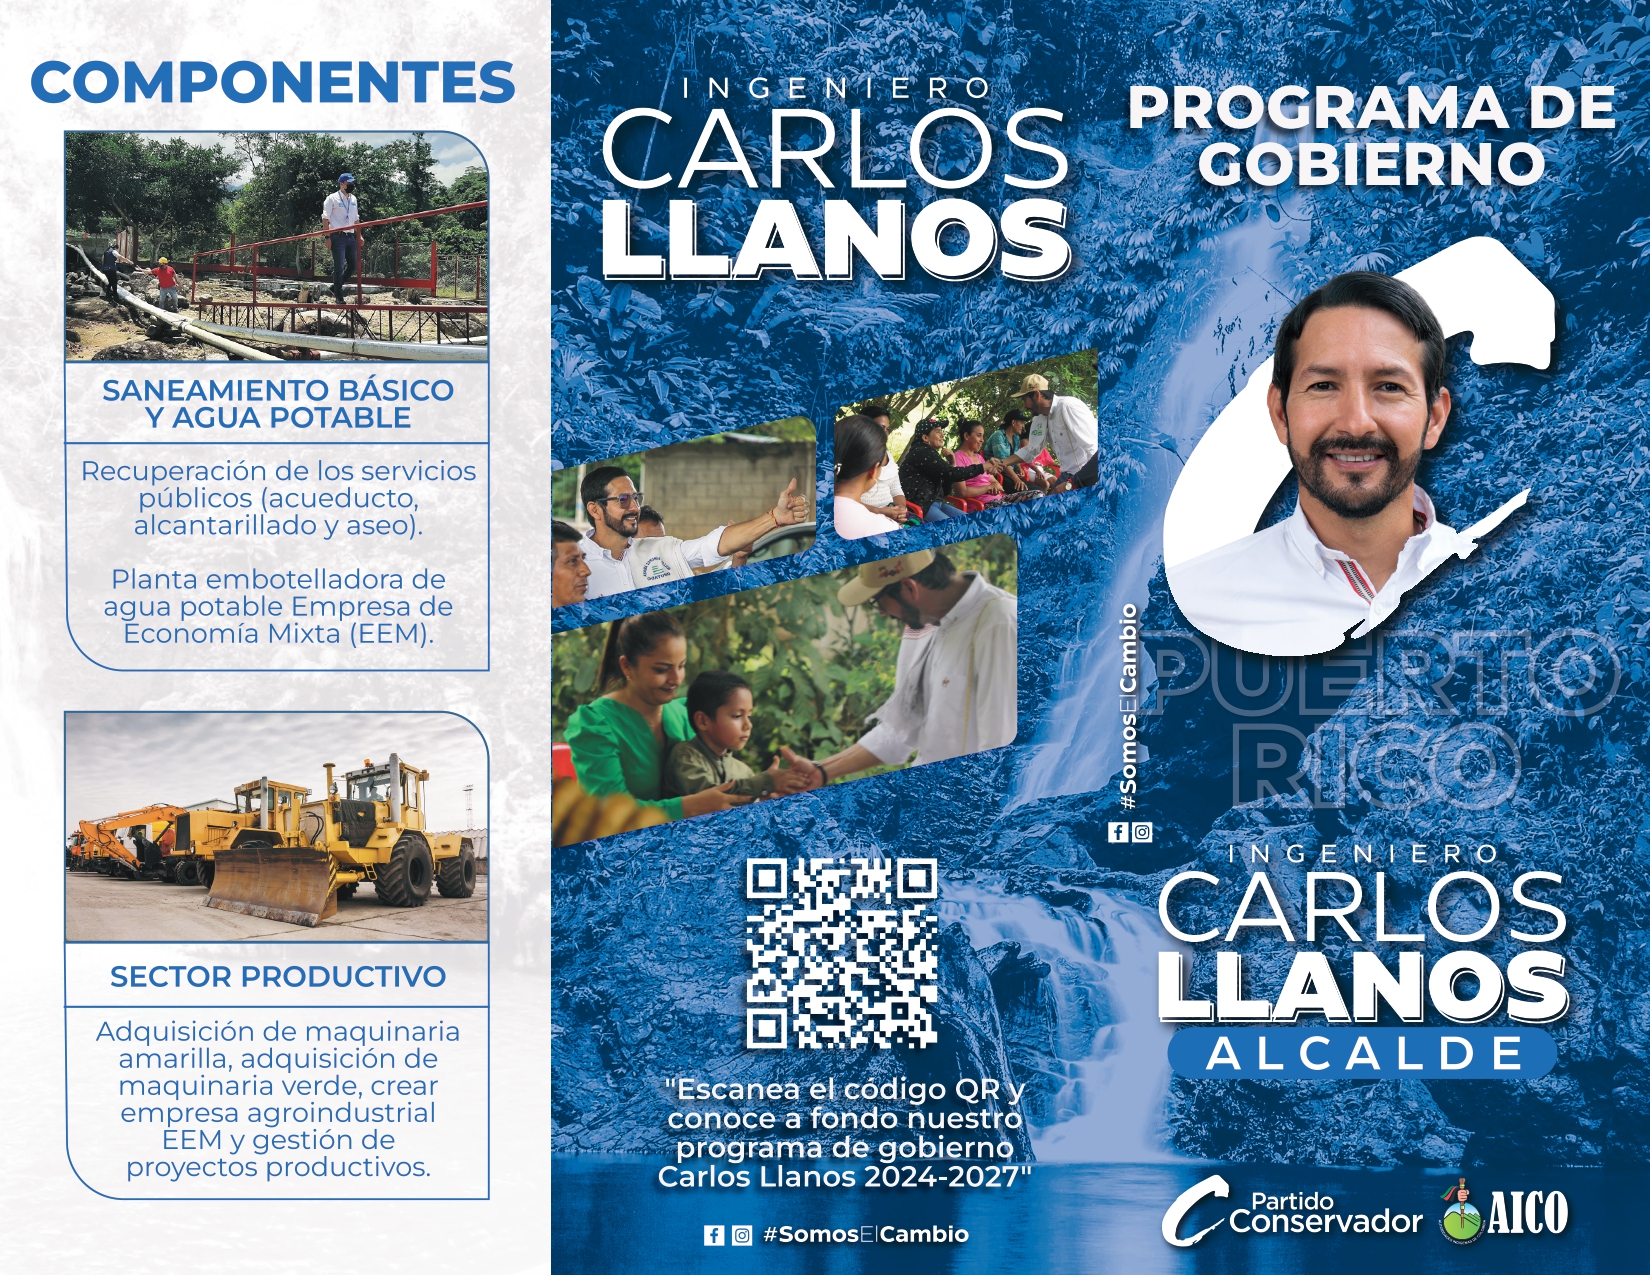 COMPONENTES
SANEAMIENTO BÁSICO
Y AGUA POTABLE
Recuperación de los servicios
públicos (acueducto,
alcantarillado y aseo).
Planta embotelladora de
agua potable Empresa de
Economía Mixta (EEM).
SECTOR PRODUCTIVO
Adquisición de maquinaria
amarilla, adquisición de
maquinaria verde, crear
empresa agroindustrial
EEM y gestión de
proyectos productivos.
INGENIERO
CARLOS
LLANOS
"Escanea el código QR y
conoce a fondo nuestro
programa de gobierno
Carlos Llanos 2024-2027"
#SomosElCambio
PROGRAMA DE
GOBIERNO
#SomosElCambio
PUERTO
RICO
INGENIERO
CARLOS
LLANOS
ALCALDE
Partido
Conservador
AICO